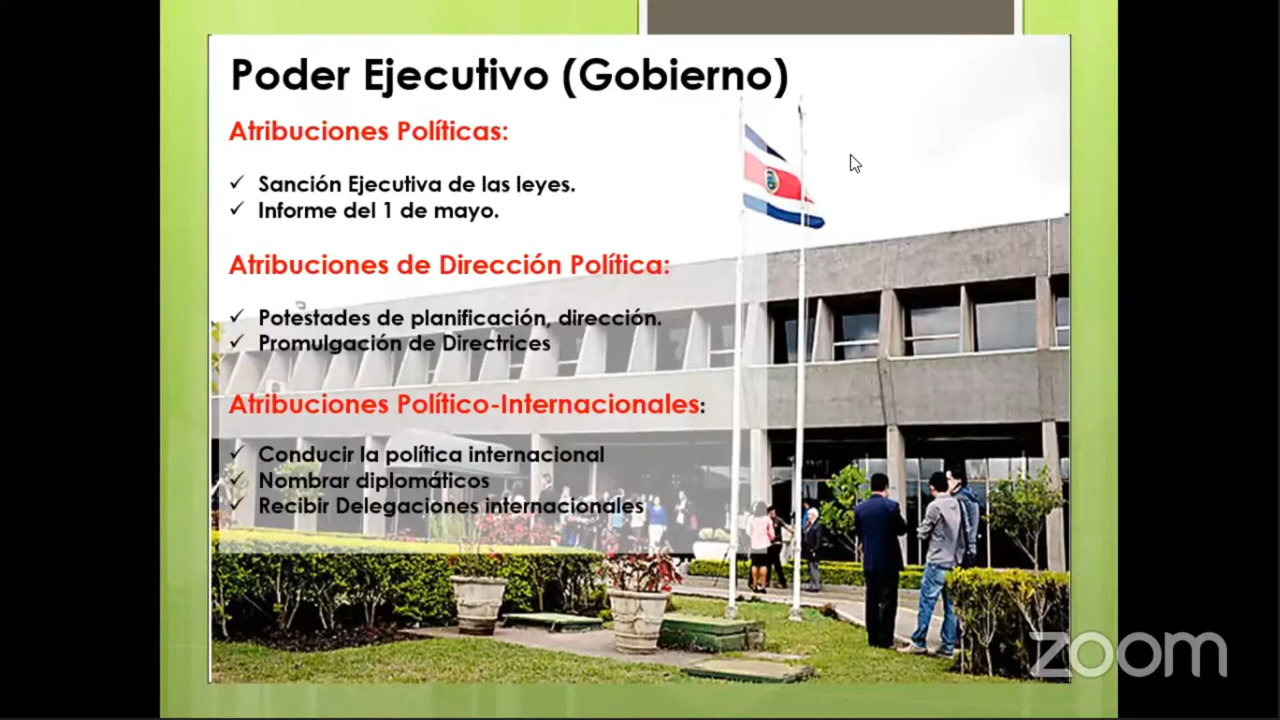 Poder Ejecutivo (Gobierno)
Atribuciones Políticas:
✓ Sanción Ejecutiva de las leyes.
✓ Informe del 1 de mayo.
Atribuciones de Dirección Política:
✓ Potestades de planificación, dirección.
✓ Promulgación de Directrices
Atribuciones Político-Internacionales:
✓ Conducir la política internacional
✓ Nombrar diplomáticos
✓ Recibir Delegaciones internacionales
zoom